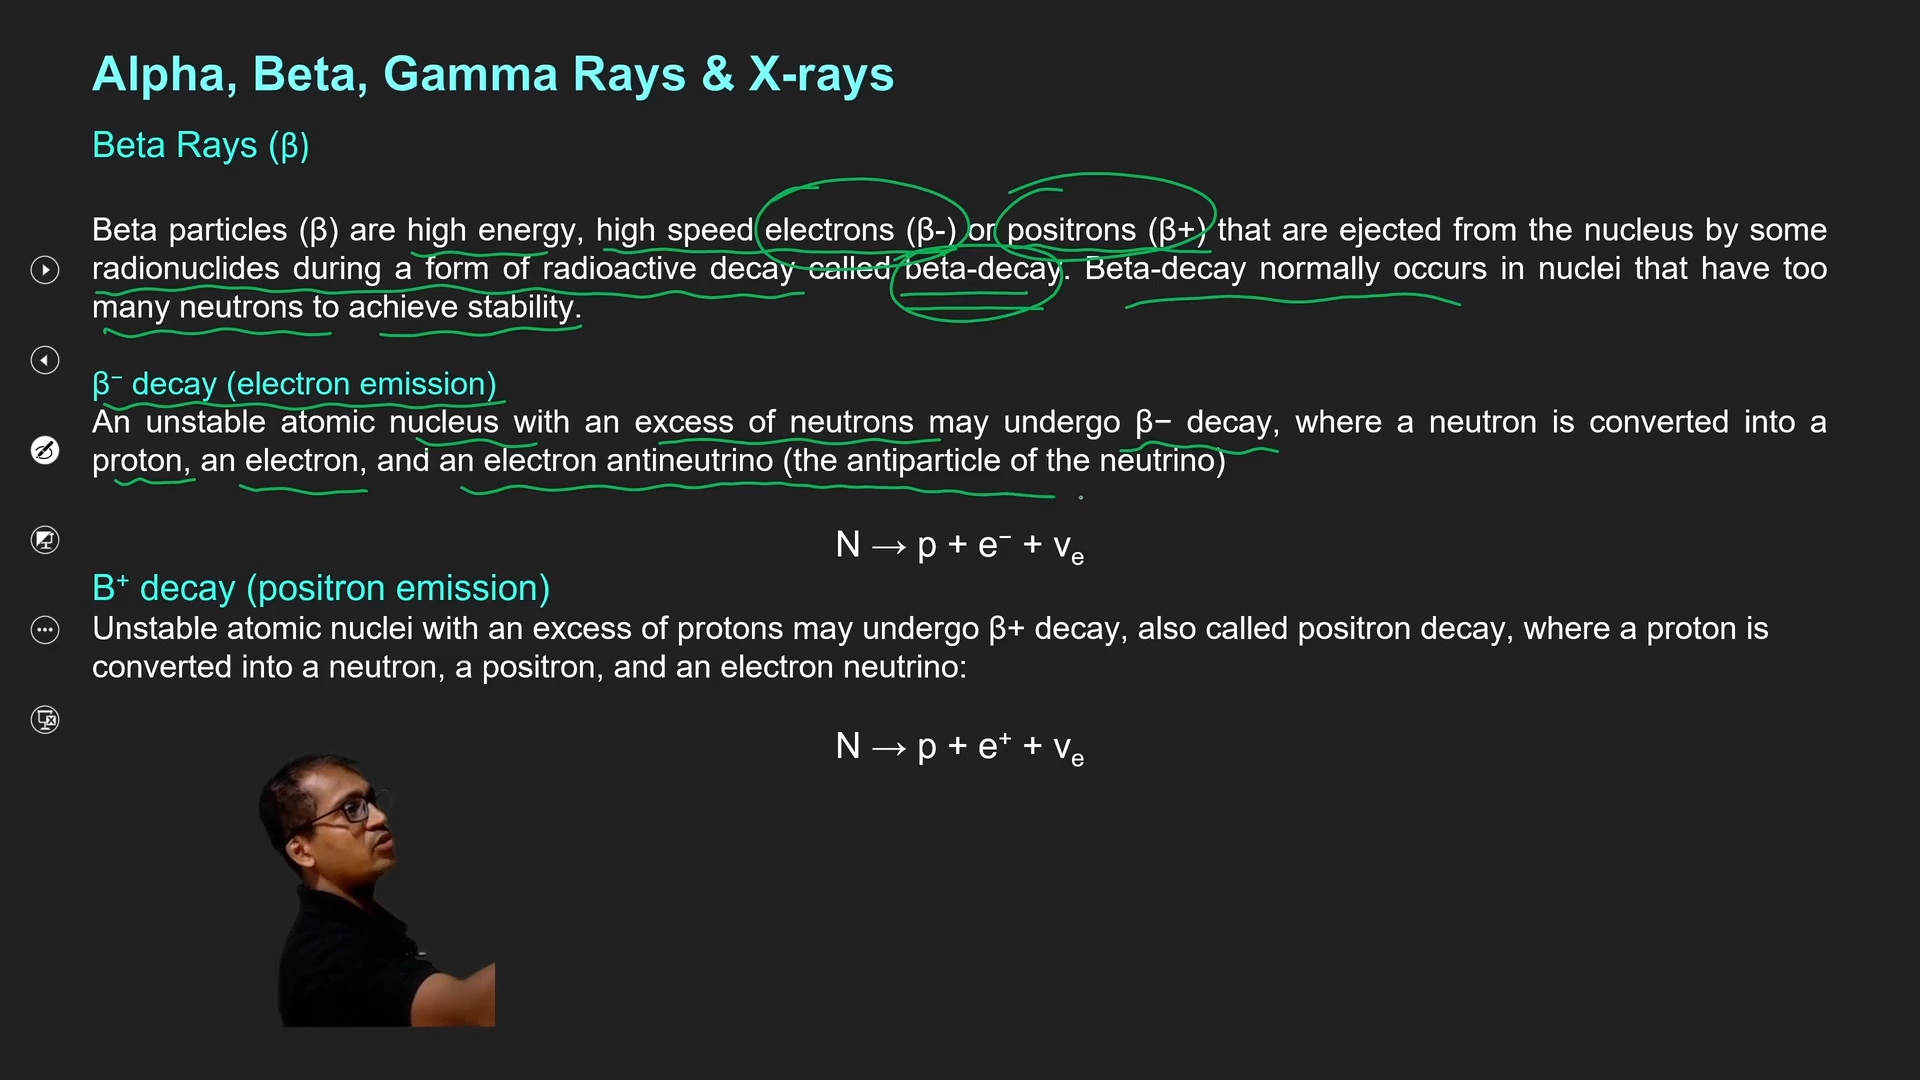 Alpha, Beta, Gamma Rays & X-rays
Beta Rays (β)
Beta particles (β) are high energy, high speed electrons (β-) or positrons (β+) that are ejected from the nucleus by some
radionuclides during a form of radioactive decay called beta-decay. Beta-decay normally occurs in nuclei that have too
many neutrons to achieve stability.
β⁻ decay (electron emission)
An unstable atomic nucleus with an excess of neutrons may undergo β− decay, where a neutron is converted into a
proton, an electron, and an electron antineutrino (the antiparticle of the neutrino)
N → p + e⁻ + vₑ
B⁺ decay (positron emission)
Unstable atomic nuclei with an excess of protons may undergo β+ decay, also called positron decay, where a proton is
converted into a neutron, a positron, and an electron neutrino:
N → p + e⁺ + vₑ